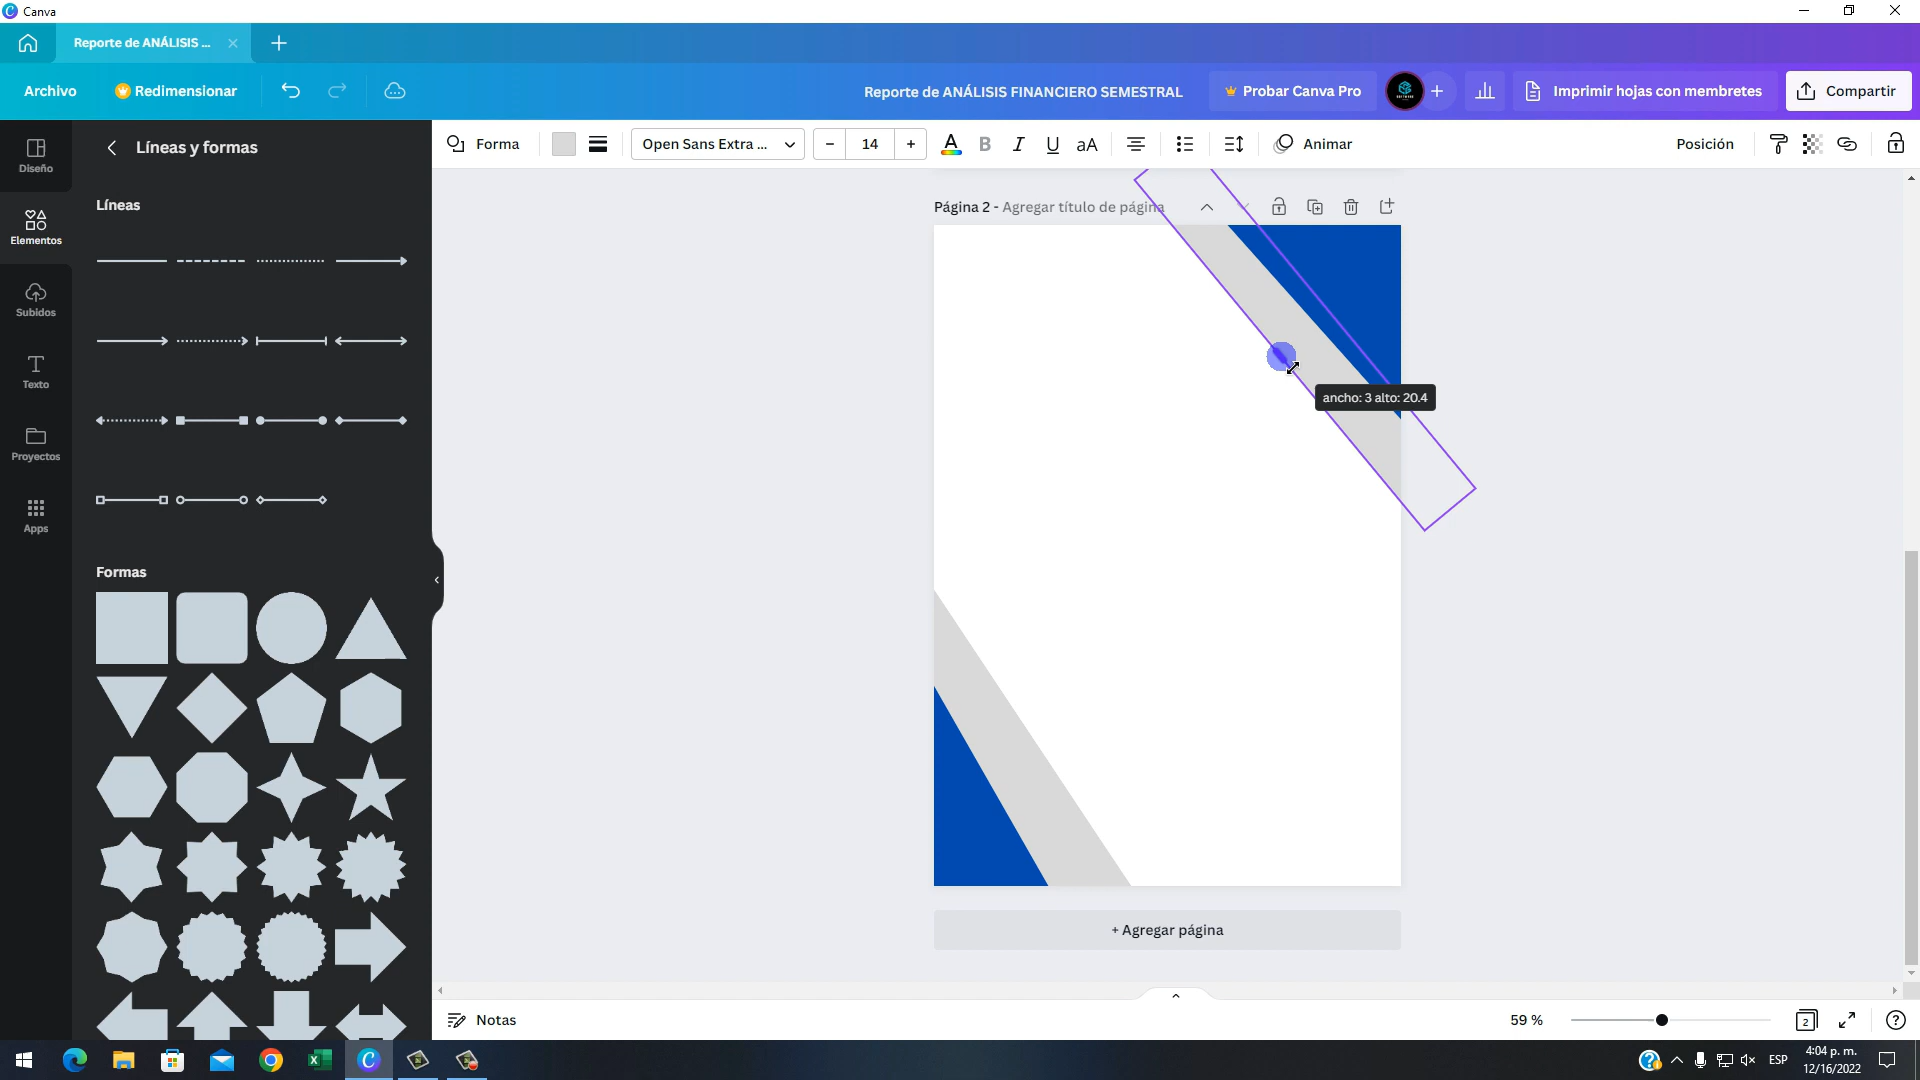 Canva
Reporte de ANÁLISIS ...
Archivo
Redimensionar
Reporte de ANÁLISIS FINANCIERO SEMESTRAL
Probar Canva Pro
Imprimir hojas con membretes
Compartir
Diseño
Elementos
Subidos
Texto
Proyectos
Apps
Líneas y formas
Líneas
Formas
Forma
Open Sans Extra ...
14
aA
Animar
Posición
Página 2 - Agregar título de página
ancho: 3 alto: 20.4
+ Agregar página
Notas
59 %
2
ESP
4:04 p. m.
12/16/2022